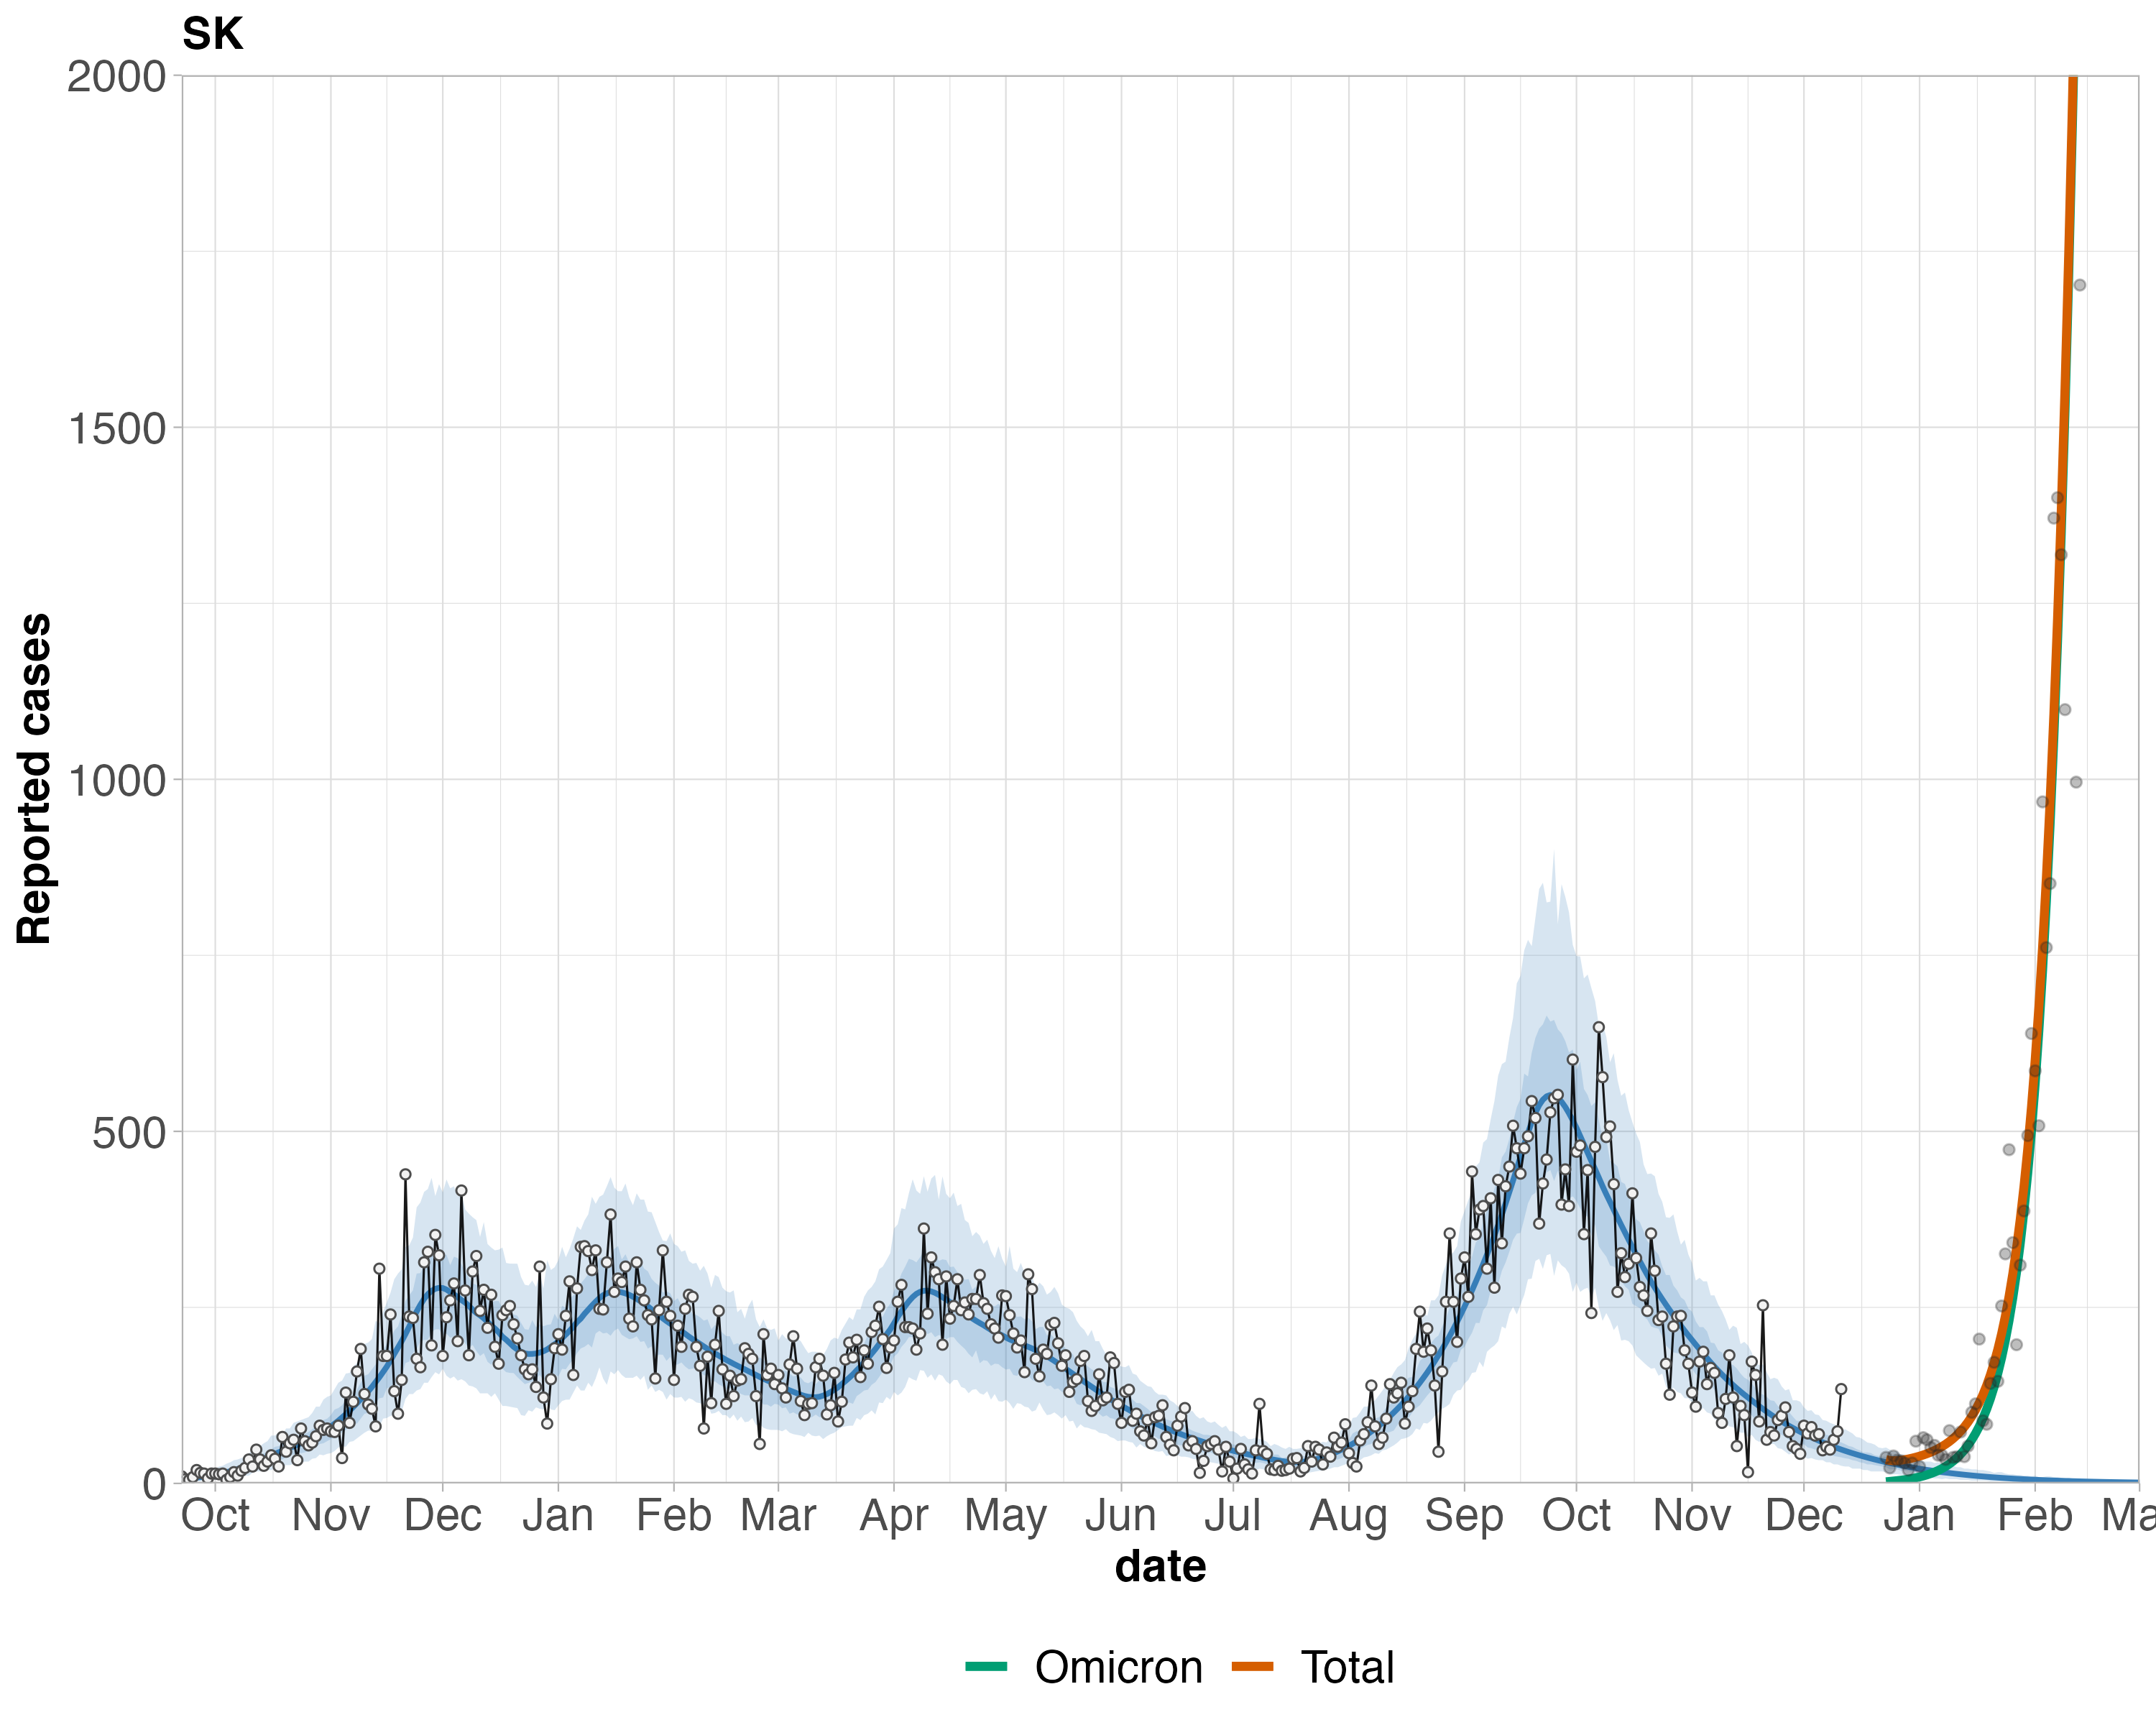 SK
2000
1500
1000
500
0
Reported cases
Oct Nov Dec Jan Feb Mar Apr May Jun Jul Aug Sep Oct Nov Dec Jan Feb Ma
date
Omicron Total